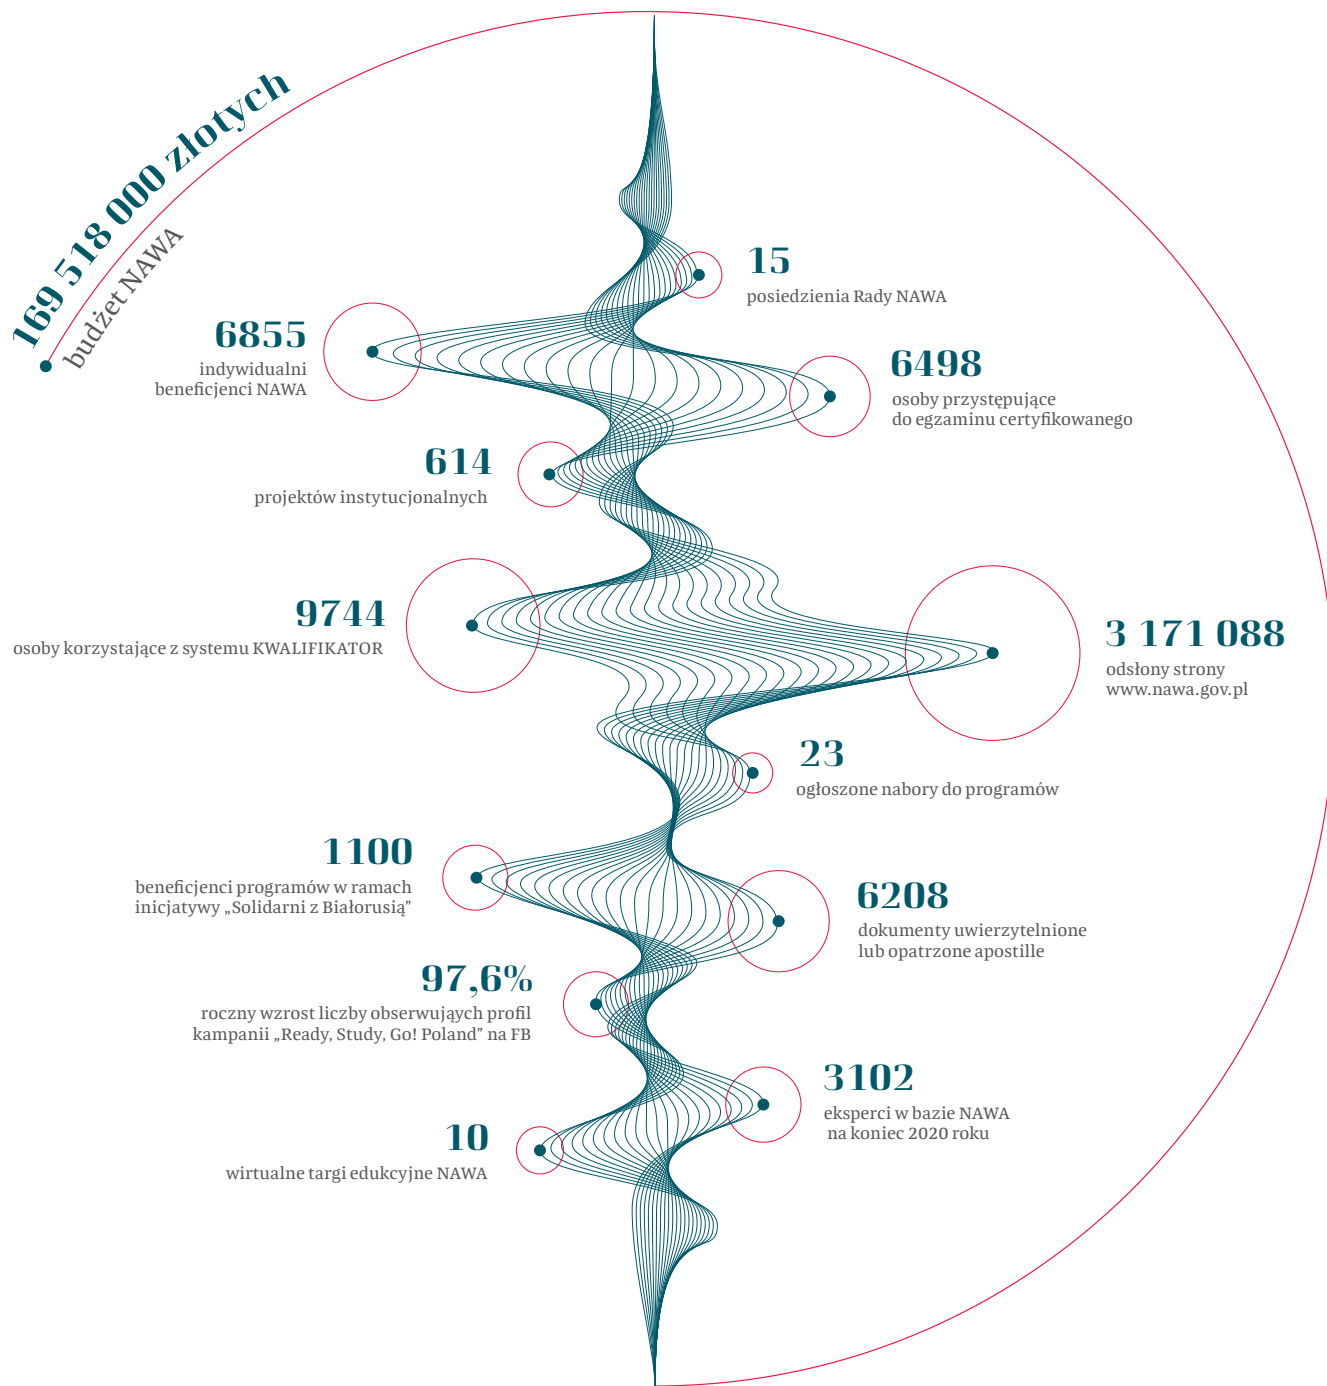 169 518 000 złotych
budżet NAWA
15
posiedzienia Rady NAWA
6855
indywidualni
beneficjenci NAWA
6498
osoby przystępujące
do egzaminu certyfikowanego
614
projektów instytucjonalnych
9744
osoby korzystające z systemu KWALIFIKATOR
3 171 088
odsłony strony
www.nawa.gov.pl
23
ogłoszone nabory do programów
1100
beneficjenci programów w ramach
inicjatywy „Solidarni z Białorusią”
6208
dokumenty uwierzytelnione
lub opatrzone apostille
97,6%
roczny wzrost liczby obserwująych profil
kampanii „Ready, Study, Go! Poland” na FB
3102
eksperci w bazie NAWA
na koniec 2020 roku
10
wirtualne targi edukcyjne NAWA